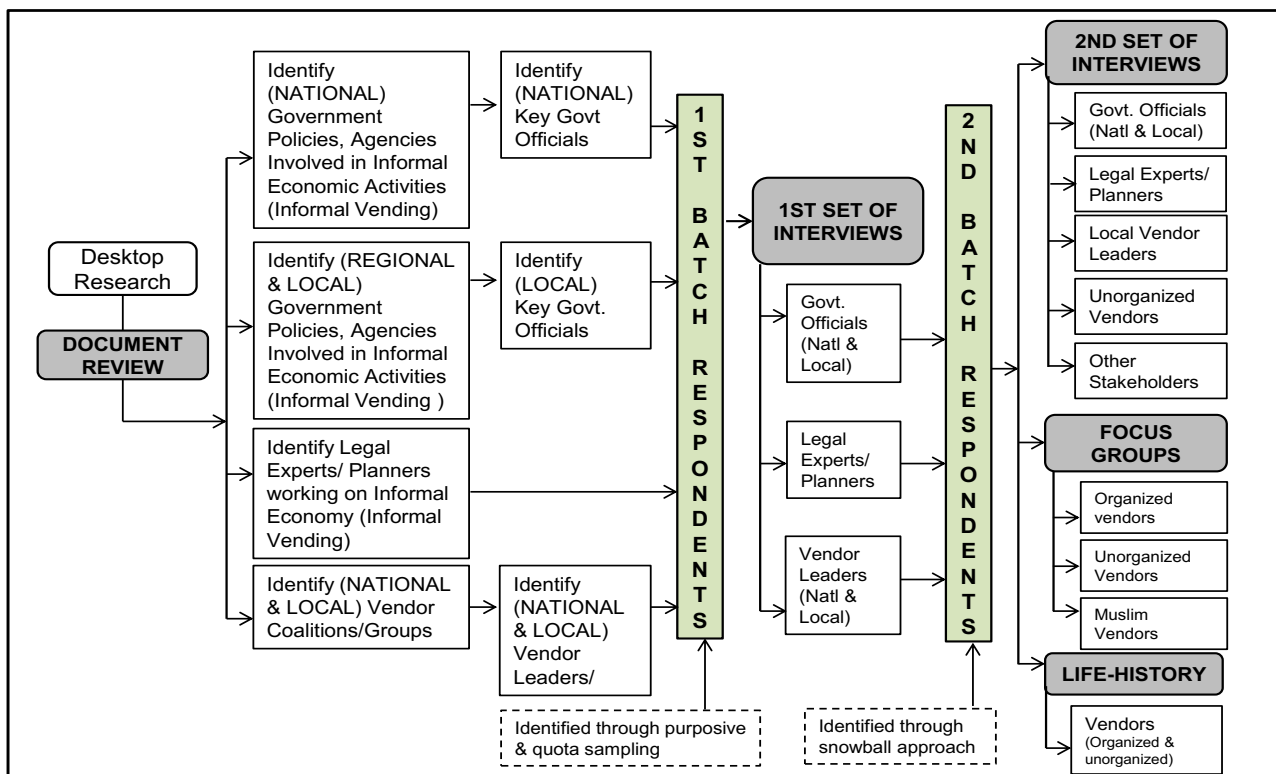 Desktop
Research
DOCUMENT
REVIEW
Identify
(NATIONAL)
Government
Policies, Agencies
Involved in Informal
Economic Activities
(Informal Vending)
Identify
(NATIONAL)
Key Govt
Officials
Identify (REGIONAL
& LOCAL)
Government
Policies, Agencies
Involved in Informal
Economic Activities
(Informal Vending )
Identify
(LOCAL)
Key Govt.
Officials
Identify Legal
Experts/ Planners
working on Informal
Economy (Informal
Vending)
Identify (NATIONAL
& LOCAL) Vendor
Coalitions/Groups
Identify
(NATIONAL
& LOCAL)
Vendor
Leaders/
1ST BATCH RESPONDENTS
Identified through purposive
& quota sampling
1ST SET OF
INTERVIEWS
Govt.
Officials
(Natl &
Local)
Legal
Experts/
Planners
Vendor
Leaders
(Natl &
Local)
2ND BATCH RESPONDENTS
Identified through
snowball approach
2ND SET OF
INTERVIEWS
Govt. Officials
(Natl & Local)
Legal Experts/
Planners
Local Vendor
Leaders
Unorganized
Vendors
Other
Stakeholders
FOCUS
GROUPS
Organized
vendors
Unorganized
Vendors
Muslim
Vendors
LIFE-HISTORY
Vendors
(Organized &
unorganized)